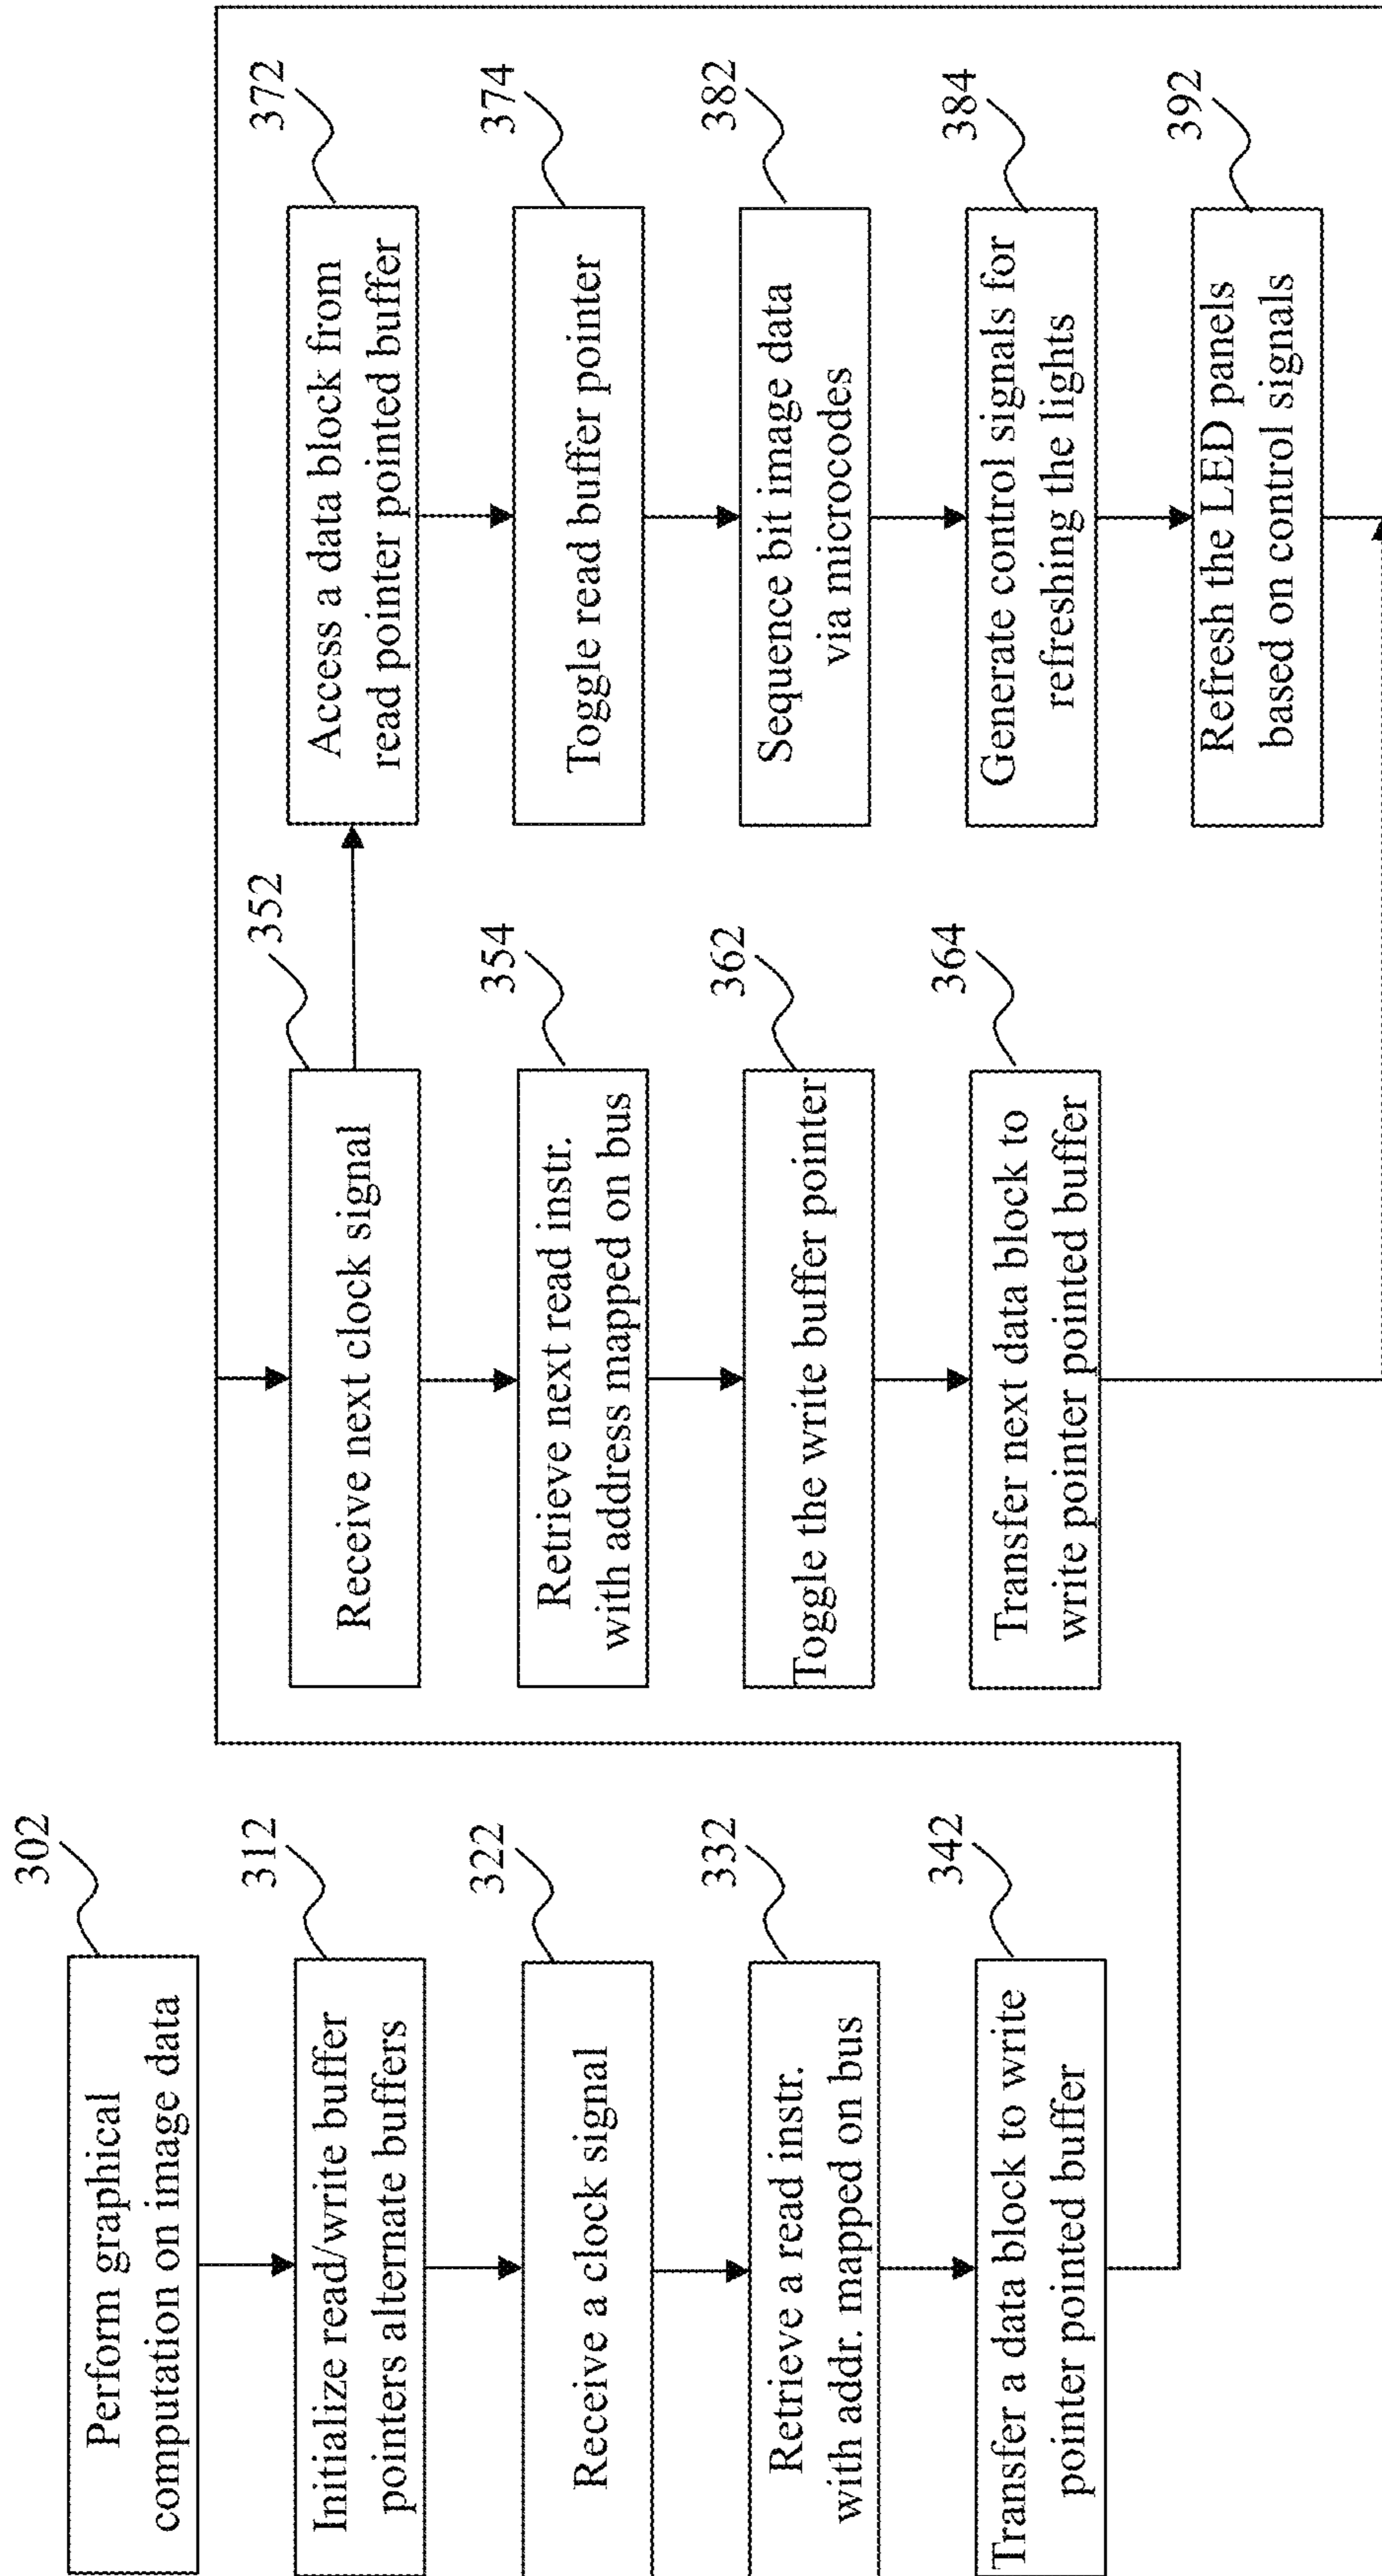 302
Perform graphical
computation on image data
312
Initialize read/write buffer
pointers alternate buffers
322
Receive a clock signal
332
Retrieve a read instr.
with addr. mapped on bus
342
Transfer a data block to write
pointer pointed buffer
352
Receive next clock signal
354
Retrieve next read instr.
with address mapped on bus
362
Toggle the write buffer pointer
364
Transfer next data block to
write pointer pointed buffer
372
Access a data block from
read pointer pointed buffer
374
Toggle read buffer pointer
382
Sequence bit image data
via microcodes
384
Generate control signals for
refreshing the lights
392
Refresh the LED panels
based on control signals